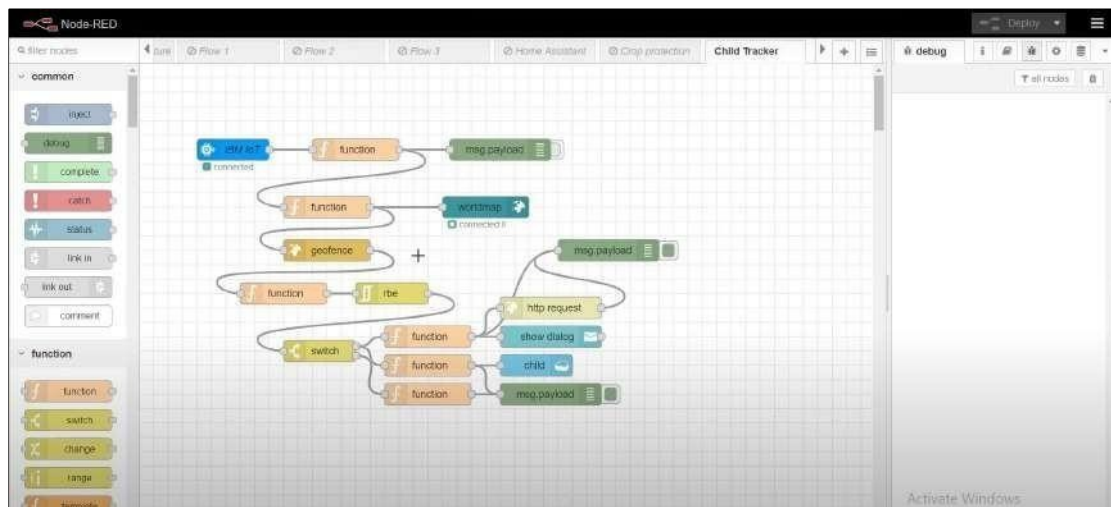 Node-RED
Deploy
filter nodes
Flow 1
Flow 2
Flow 3
Home Assistant
Crop protection
Child Tracker
debug
i
all nodes
common
inject
debug
complete
catch
status
link in
link out
comment
function
function
switch
change
range
template
IBM IoT
connected
function
msg.payload
function
worldmap
geofence
msg.payload
function
rbe
http request
switch
function
show dialog
function
child
function
msg.payload
Activate Windows